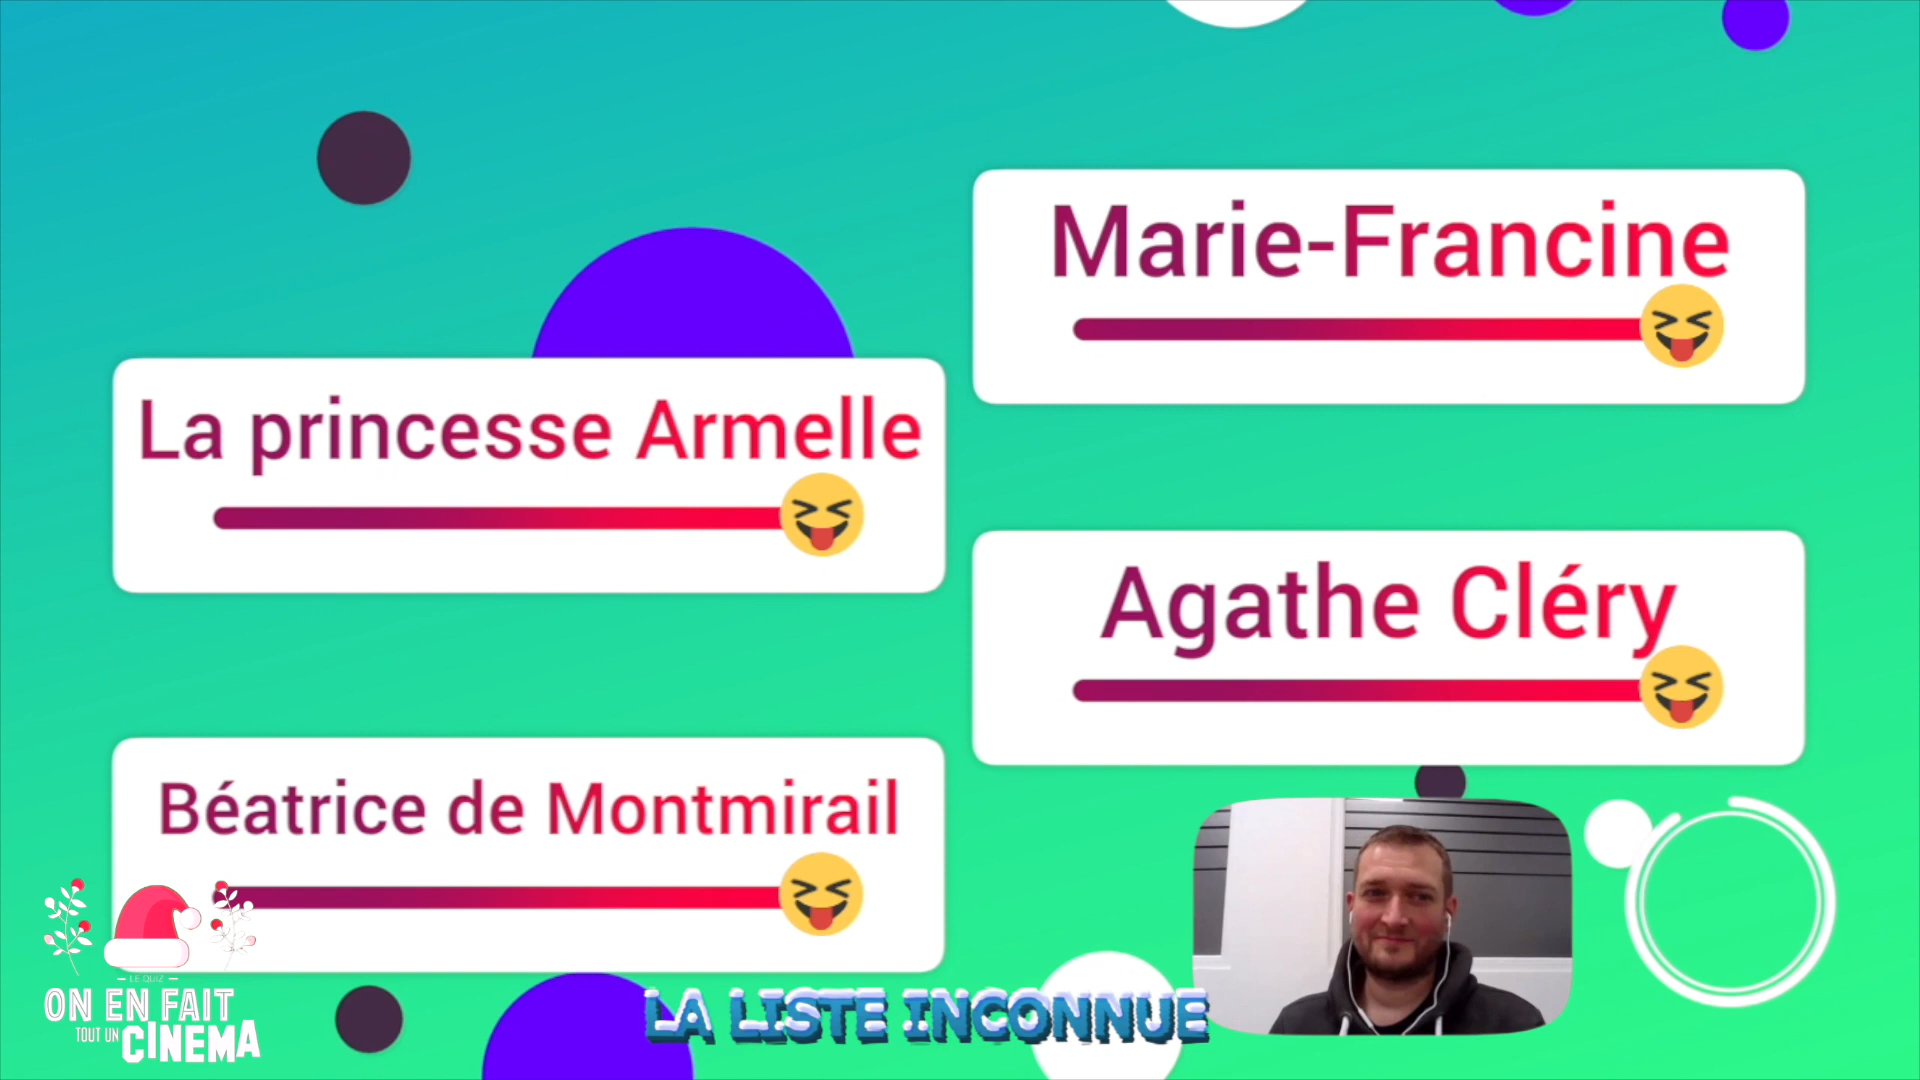 Marie-Francine
La princesse Armelle
Agathe Cléry
Béatrice de Montmirail
LE QUIZ
ON EN FAIT
TOUT UN
CINEMA
LA LISTE INCONNUE